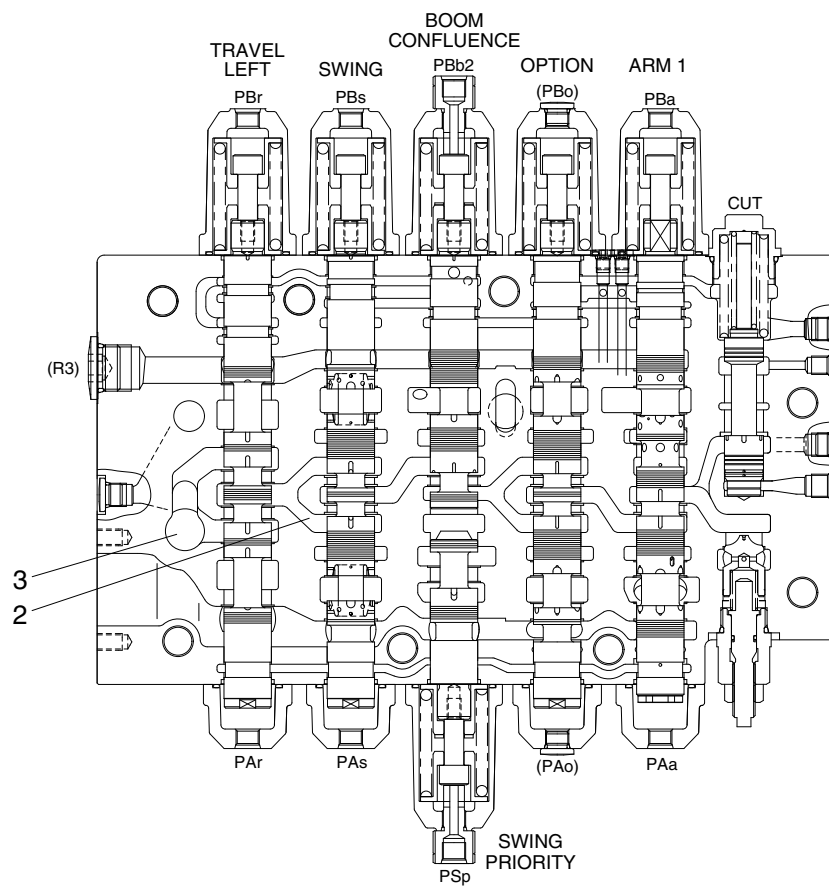 BOOM
CONFLUENCE
TRAVEL
LEFT
SWING
OPTION
ARM 1
PBr
PBs
PBb2
(PBo)
PBa
CUT
(R3)
3
2
PAr
PAs
(PAo)
PAa
SWING
PRIORITY
PSp